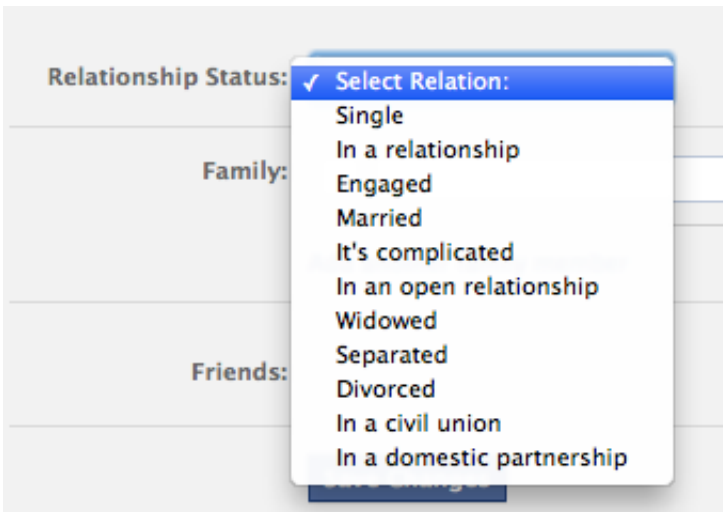 Relationship Status:
✓ Select Relation:
Single
In a relationship
Engaged
Family:
Married
It's complicated
In an open relationship
Widowed
Separated
Friends:
Divorced
In a civil union
In a domestic partnership